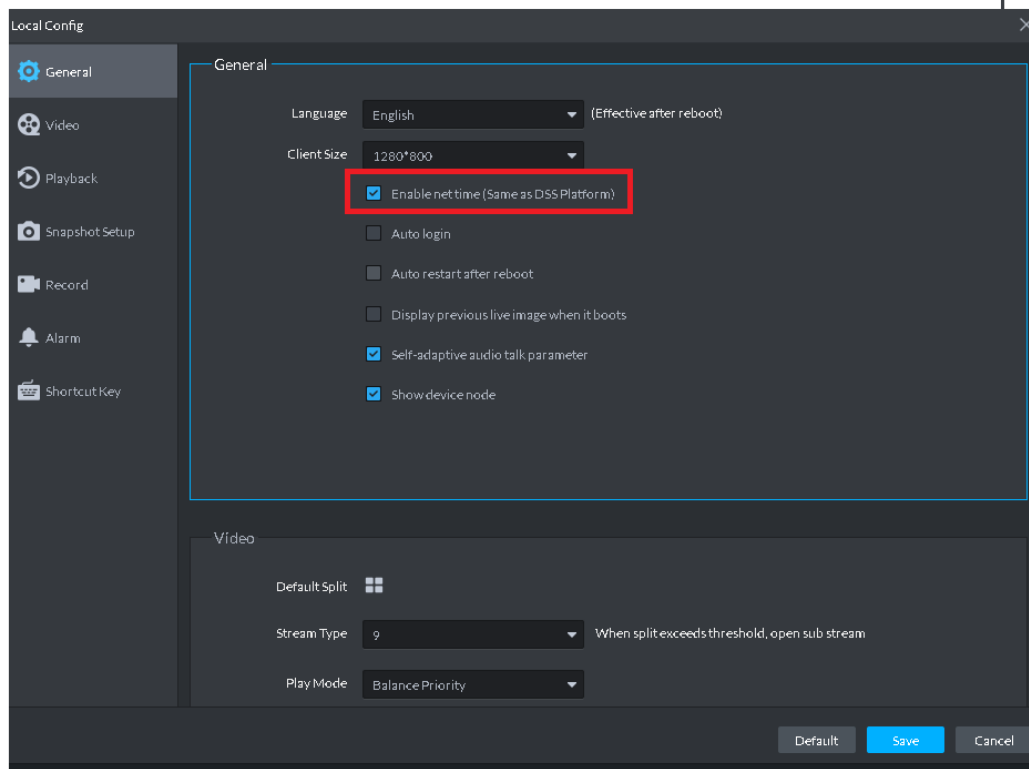 Local Config
General
Video
Playback
Snapshot Setup
Record
Alarm
Shortcut Key
General
Language English (Effective after reboot)
Client Size 1280*800
Enable net time (Same as DSS Platform)
Auto login
Auto restart after reboot
Display previous live image when it boots
Self-adaptive audio talk parameter
Show device node
Video
Default Split
Stream Type 9 When split exceeds threshold, open sub stream
Play Mode Balance Priority
Default Save Cancel